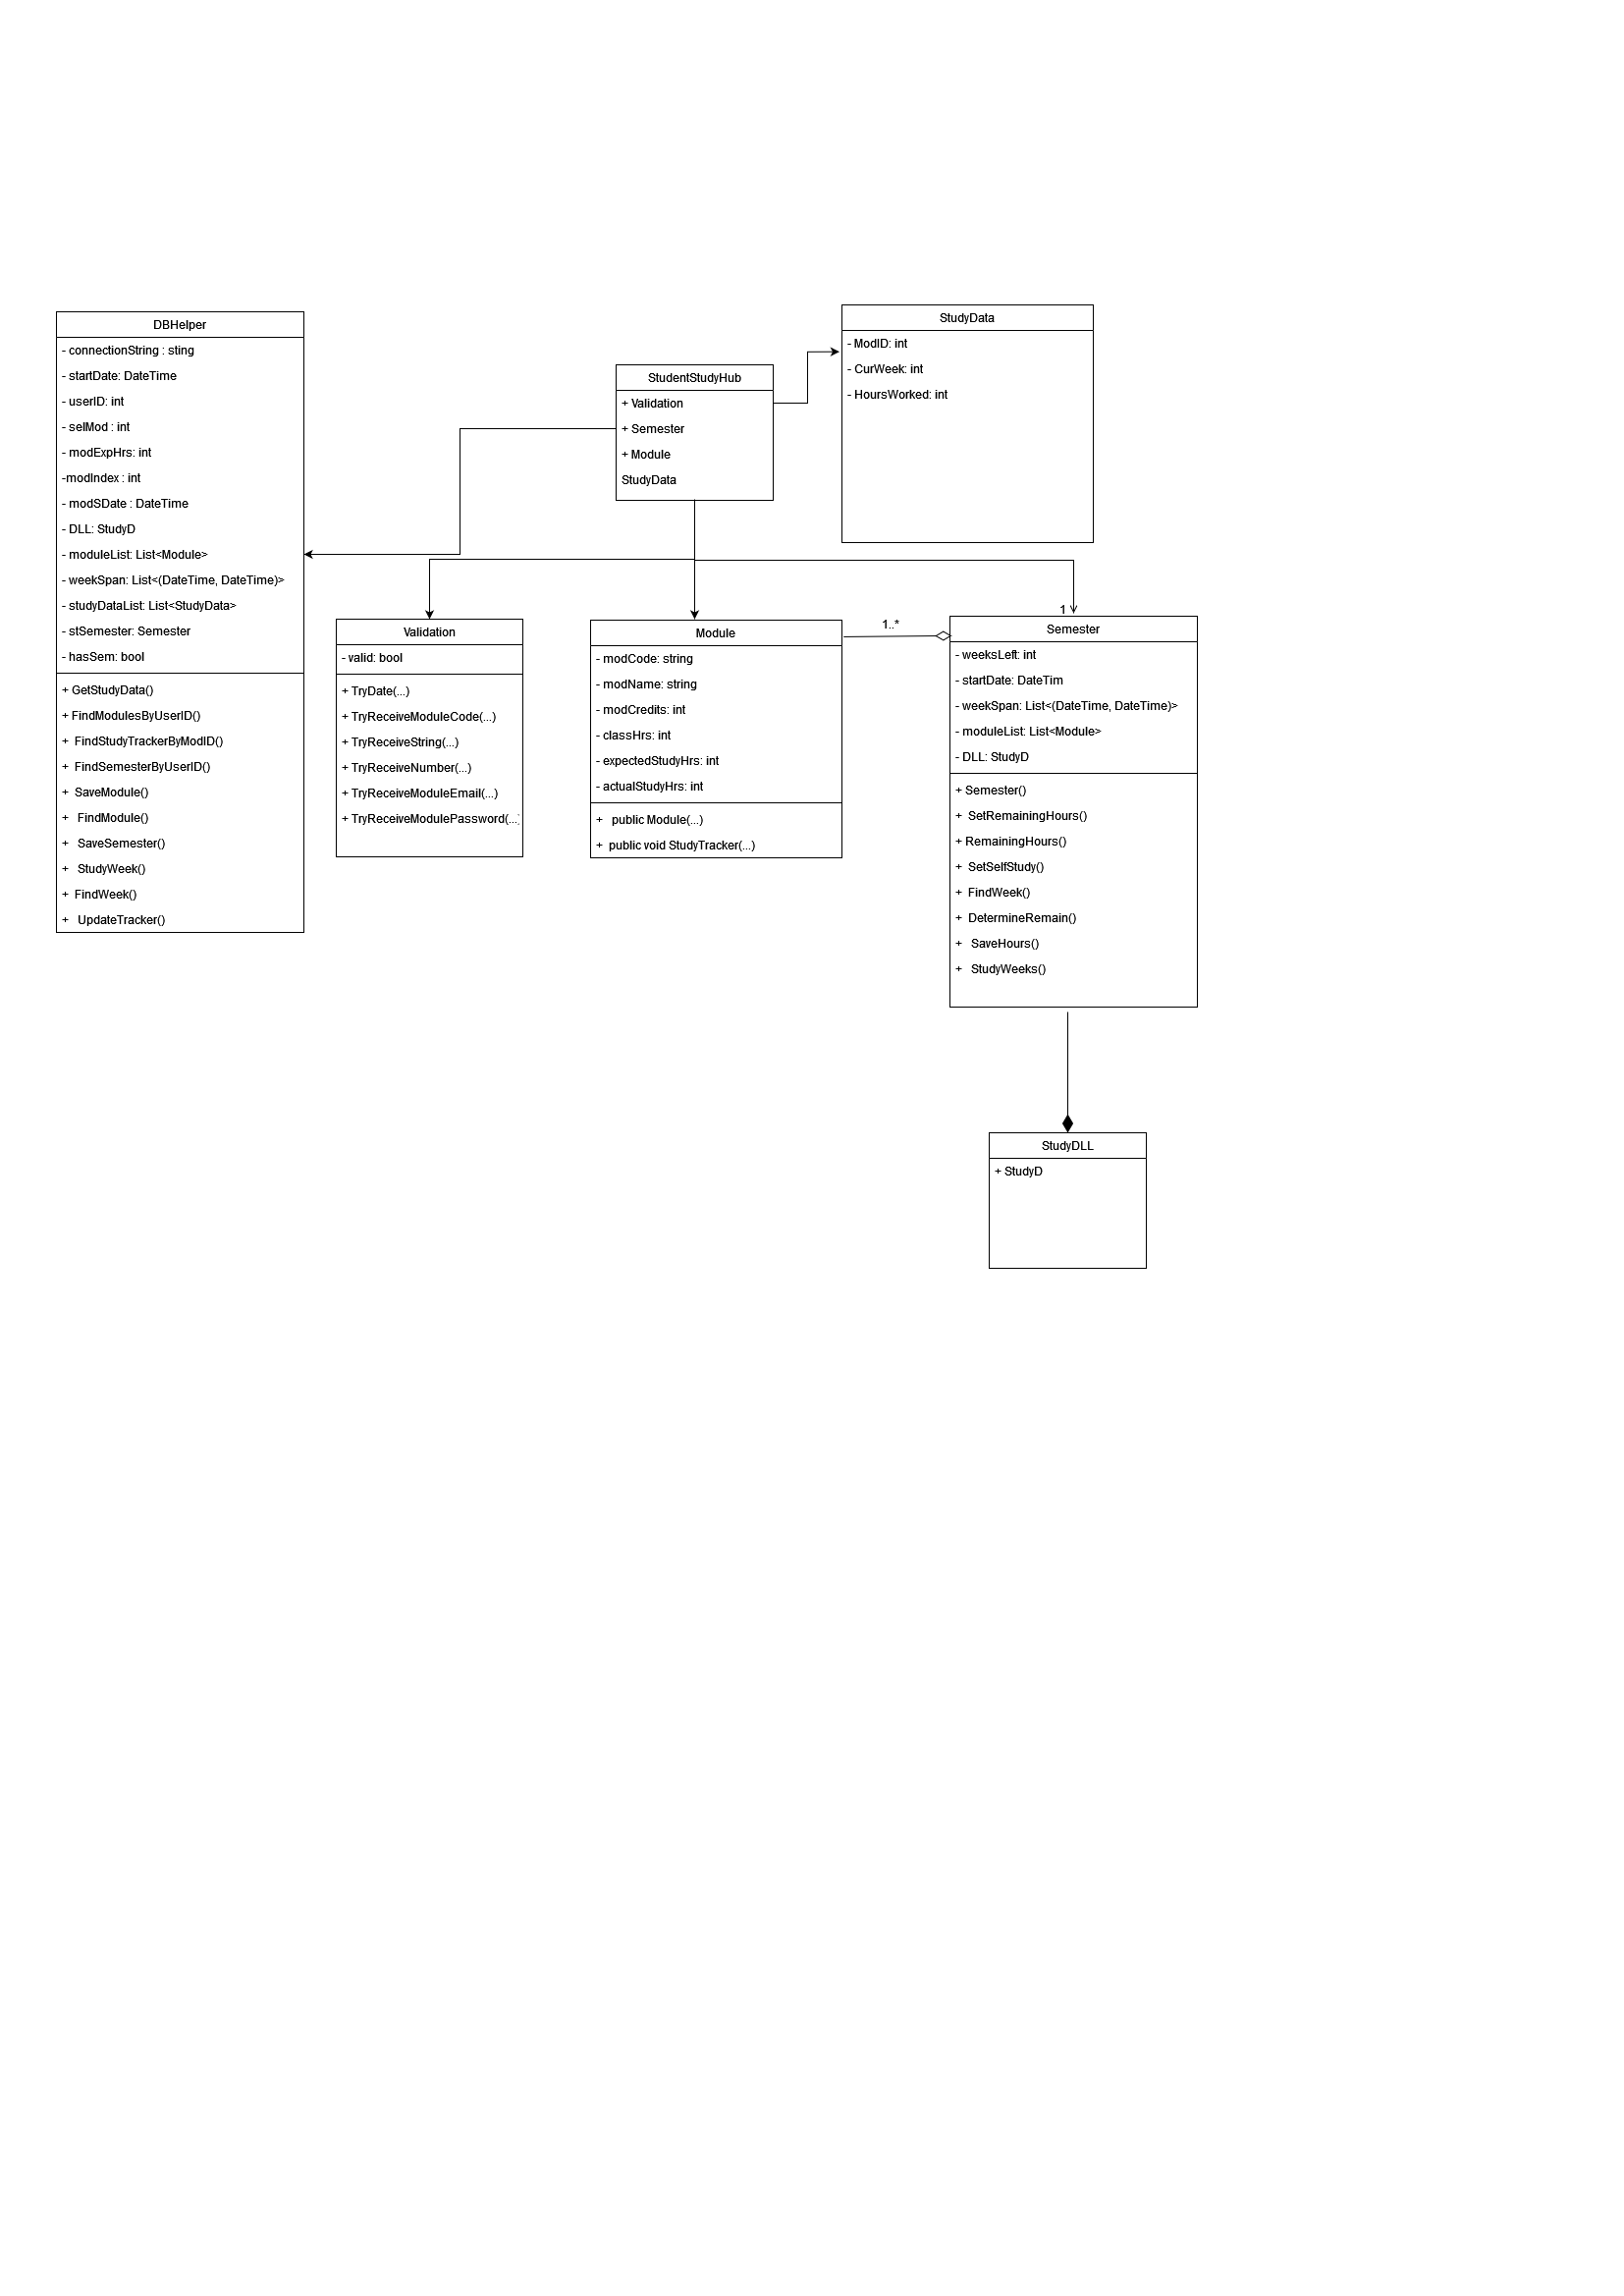 DBHelper
- connectionString : sting
- startDate: DateTime
- userID: int
- selMod : int
- modExpHrs: int
-modIndex : int
- modSDate : DateTime
- DLL: StudyD
- moduleList: List<Module>
- weekSpan: List<(DateTime, DateTime)>
- studyDataList: List<StudyData>
- stSemester: Semester
- hasSem: bool
+ GetStudyData()
+ FindModulesByUserID()
+ FindStudyTrackerByModID()
+ FindSemesterByUserID()
+ SaveModule()
+ FindModule()
+ SaveSemester()
+ StudyWeek()
+ FindWeek()
+ UpdateTracker()
StudentStudyHub
+ Validation
+ Semester
+ Module
StudyData
StudyData
- ModID: int
- CurWeek: int
- HoursWorked: int
Validation
- valid: bool
+ TryDate(...)
+ TryReceiveModuleCode(...)
+ TryReceiveString(...)
+ TryReceiveNumber(...)
+ TryReceiveModuleEmail(...)
+ TryReceiveModulePassword(...)
Module
- modCode: string
- modName: string
- modCredits: int
- classHrs: int
- expectedStudyHrs: int
- actualStudyHrs: int
+ public Module(...)
+ public void StudyTracker(...)
1..*
1
Semester
- weeksLeft: int
- startDate: DateTim
- weekSpan: List<(DateTime, DateTime)>
- moduleList: List<Module>
- DLL: StudyD
+ Semester()
+ SetRemainingHours()
+ RemainingHours()
+ SetSelfStudy()
+ FindWeek()
+ DetermineRemain()
+ SaveHours()
+ StudyWeeks()
StudyDLL
+ StudyD